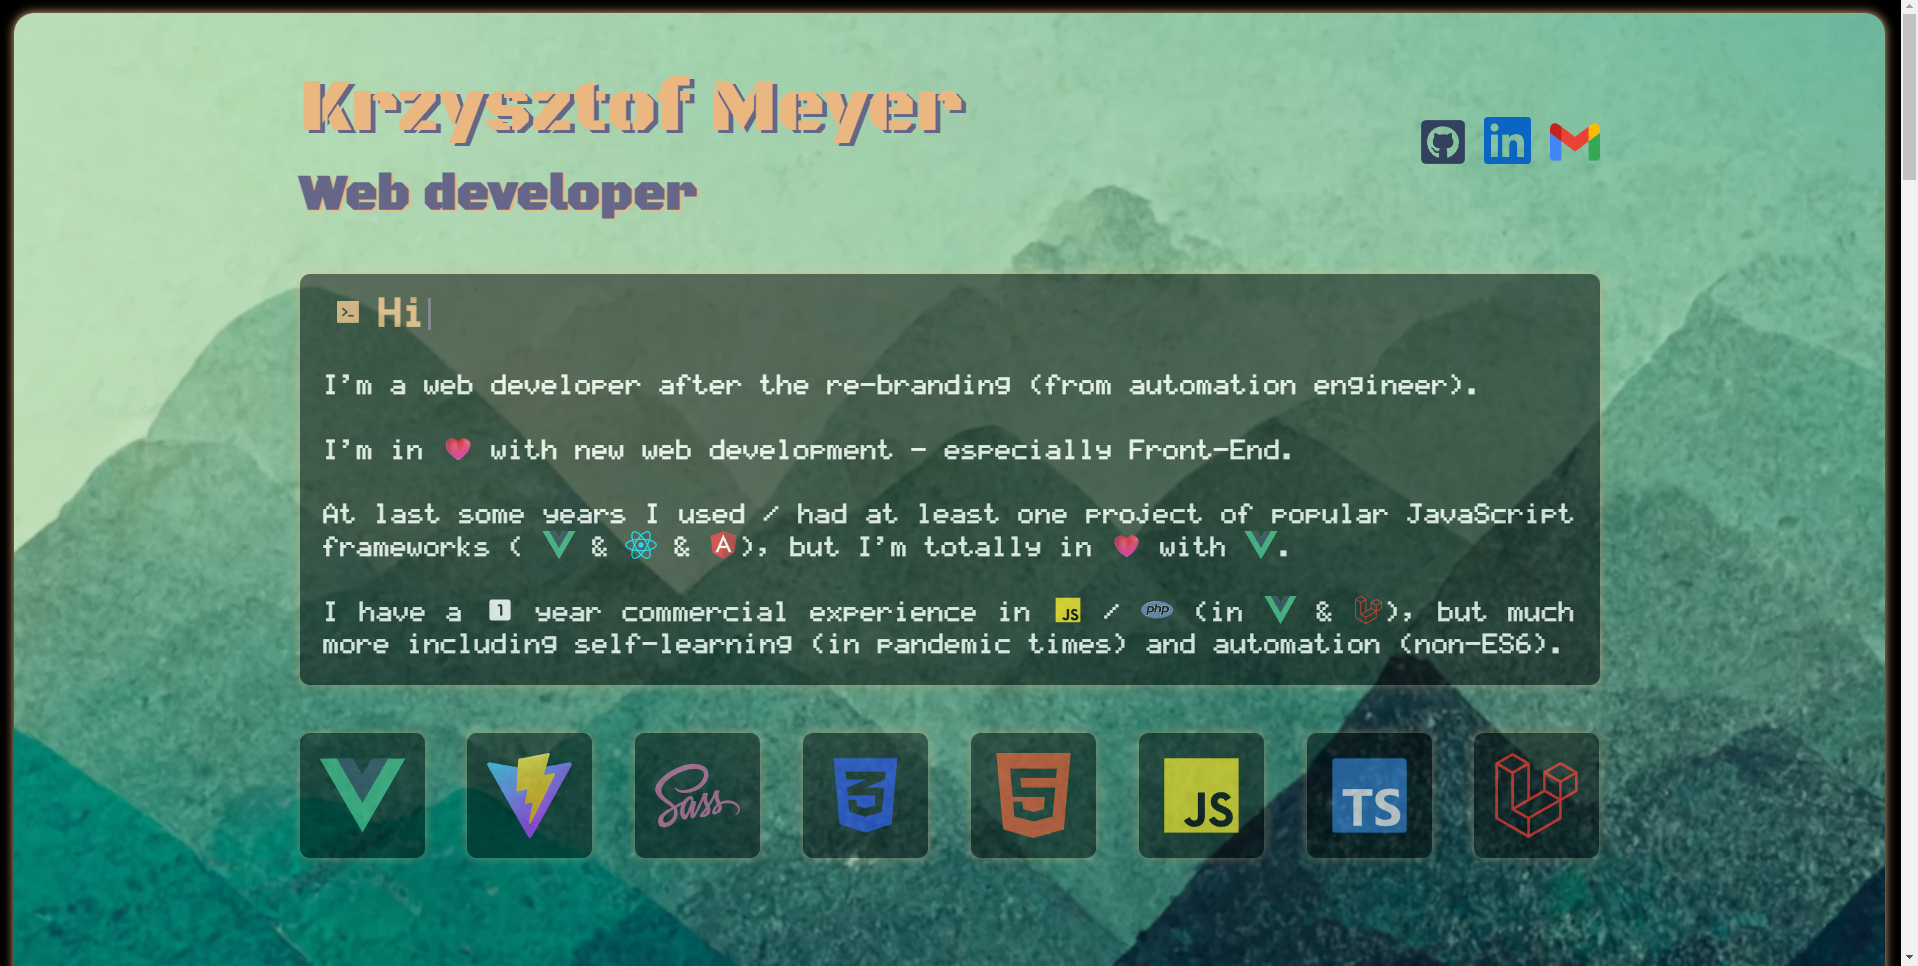 Krzysztof Meyer
Web developer
Hi
I'm a web developer after the re-branding (from automation engineer).
I'm in with new web development - especially Front-End.
At last some years I used / had at least one project of popular JavaScript
frameworks ( & & ), but I'm totally in with .
I have a 1 year commercial experience in JS / php (in & ), but much
more including self-learning (in pandemic times) and automation (non-ES6).
Sass 3 5 JS TS